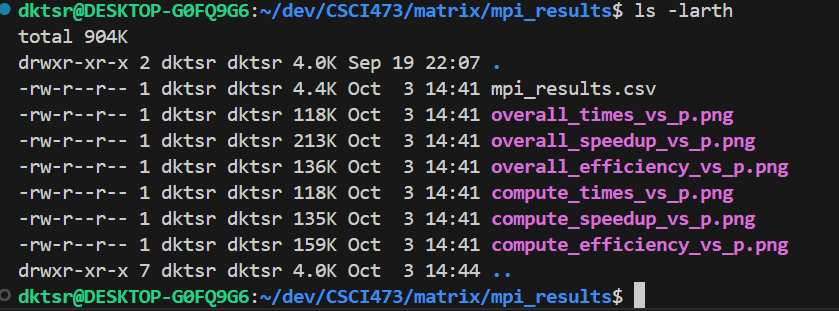 dktsr@DESKTOP-G0FQ9G6:~/dev/CSCI473/matrix/mpi_results$ ls -larth
total 904K
drwxr-xr-x 2 dktsr dktsr 4.0K Sep 19 22:07 .
-rw-r--r-- 1 dktsr dktsr 4.4K Oct  3 14:41 mpi_results.csv
-rw-r--r-- 1 dktsr dktsr 118K Oct  3 14:41 overall_times_vs_p.png
-rw-r--r-- 1 dktsr dktsr 213K Oct  3 14:41 overall_speedup_vs_p.png
-rw-r--r-- 1 dktsr dktsr 136K Oct  3 14:41 overall_efficiency_vs_p.png
-rw-r--r-- 1 dktsr dktsr 118K Oct  3 14:41 compute_times_vs_p.png
-rw-r--r-- 1 dktsr dktsr 135K Oct  3 14:41 compute_speedup_vs_p.png
-rw-r--r-- 1 dktsr dktsr 159K Oct  3 14:41 compute_efficiency_vs_p.png
drwxr-xr-x 7 dktsr dktsr 4.0K Oct  3 14:44 ..
dktsr@DESKTOP-G0FQ9G6:~/dev/CSCI473/matrix/mpi_results$